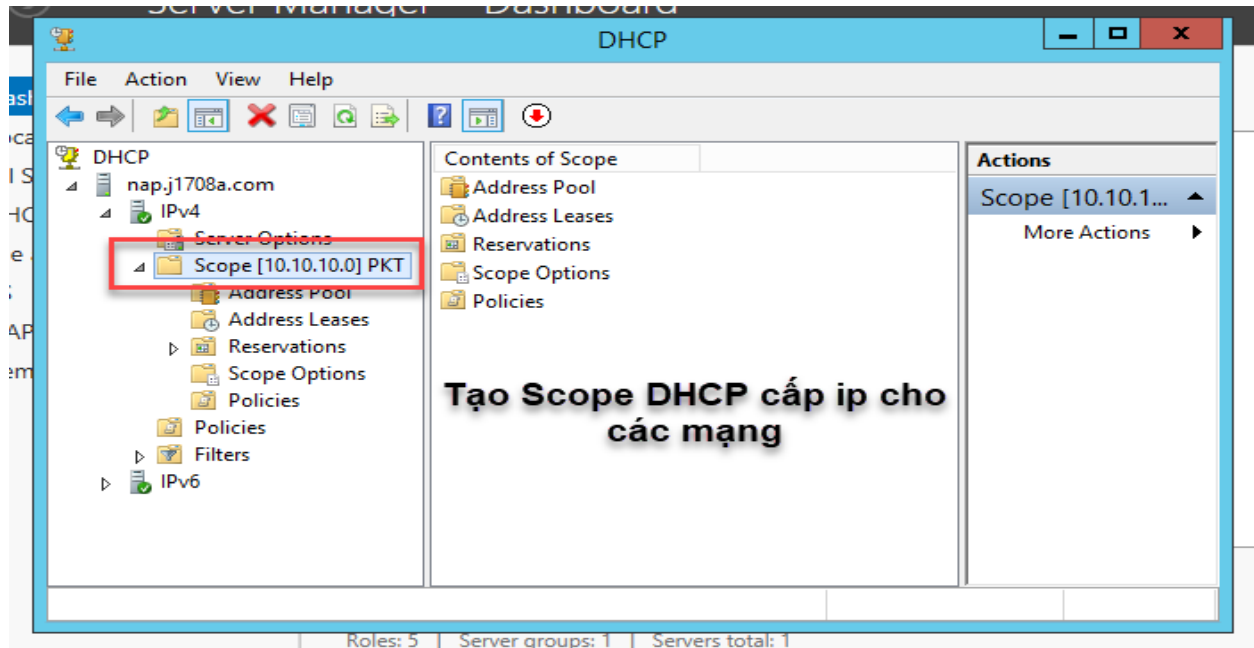 Server Manager Dashboard
DHCP
File Action View Help
DHCP
nap.j1708a.com
IPv4
Server Options
Scope [10.10.10.0] PKT
Address Pool
Address Leases
Reservations
Scope Options
Policies
Policies
Filters
IPv6
Contents of Scope
Address Pool
Address Leases
Reservations
Scope Options
Policies
Tạo Scope DHCP cấp ip cho
các mạng
Actions
Scope [10.10.1...
More Actions
Roles: 5 | Server groups: 1 | Servers total: 1